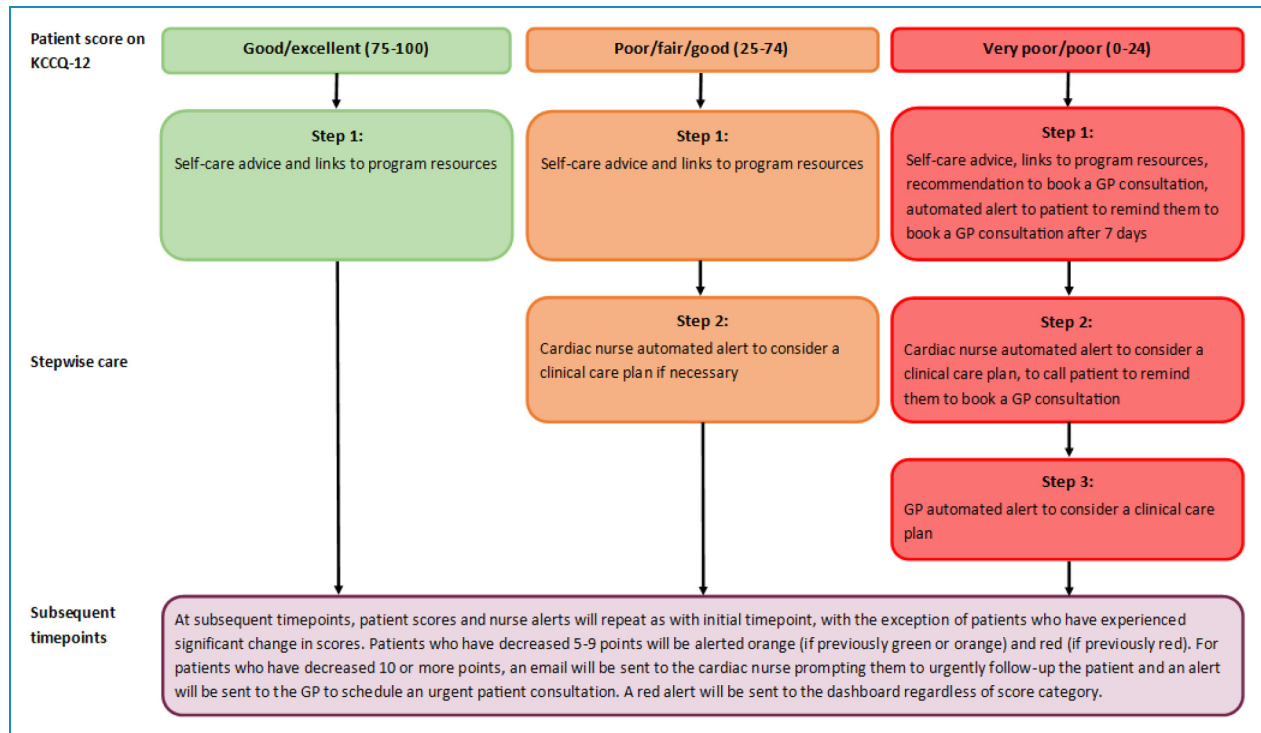 Patient score on
KCCQ-12
Good/excellent (75-100)
Poor/fair/good (25-74)
Very poor/poor (0-24)
Step 1:
Self-care advice and links to program resources
Step 1:
Self-care advice and links to program resources
Step 1:
Self-care advice, links to program resources,
recommendation to book a GP consultation,
automated alert to patient to remind them to
book a GP consultation after 7 days
Stepwise care
Step 2:
Cardiac nurse automated alert to consider a
clinical care plan if necessary
Step 2:
Cardiac nurse automated alert to consider a
clinical care plan, to call patient to remind
them to book a GP consultation
Step 3:
GP automated alert to consider a clinical care
plan
Subsequent
timepoints
At subsequent timepoints, patient scores and nurse alerts will repeat as with initial timepoint, with the exception of patients who have experienced
significant change in scores. Patients who have decreased 5-9 points will be alerted orange (if previously green or orange) and red (if previously red). For
patients who have decreased 10 or more points, an email will be sent to the cardiac nurse prompting them to urgently follow-up the patient and an alert
will be sent to the GP to schedule an urgent patient consultation. A red alert will be sent to the dashboard regardless of score category.